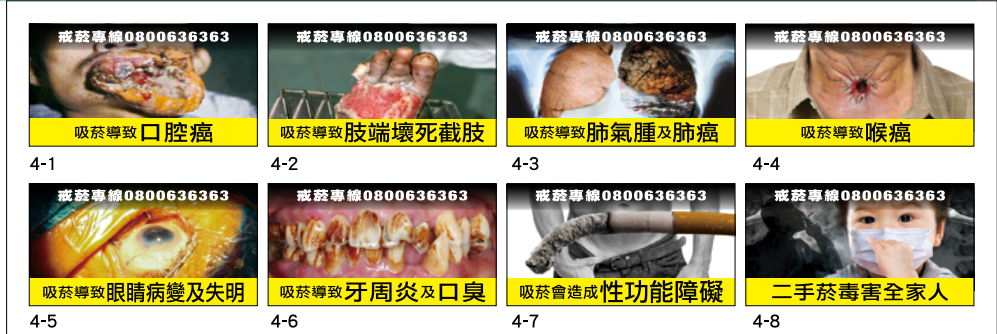 戒菸專線0800636363
吸菸導致口腔癌
4-1
戒菸專線0800636363
吸菸導致肢端壞死截肢
4-2
戒菸專線0800636363
吸菸導致肺氣腫及肺癌
4-3
戒菸專線0800636363
吸菸導致喉癌
4-4
戒菸專線0800636363
吸菸導致眼睛病變及失明
4-5
戒菸專線0800636363
吸菸導致牙周炎及口臭
4-6
戒菸專線0800636363
吸菸會造成性功能障礙
4-7
戒菸專線0800636363
二手菸毒害全家人
4-8